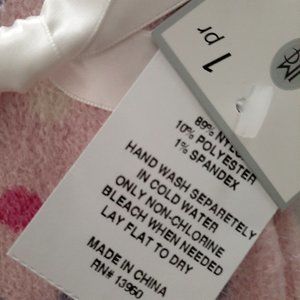 1 pr
89% NYLO
10% POLYESTER
1% SPANDEX
HAND WASH SEPARETELY
IN COLD WATER
ONLY NON-CHLORINE
BLEACH WHEN NEEDED
LAY FLAT TO DRY
MADE IN CHINA
RN# 13960